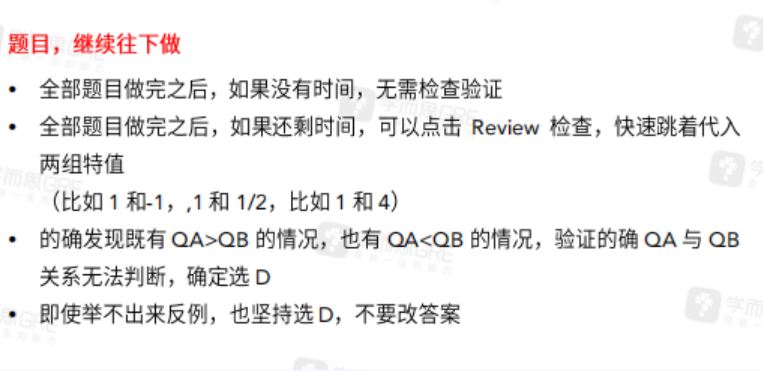 题目，继续往下做
• 全部题目做完之后，如果没有时间，无需检查验证
• 全部题目做完之后，如果还剩时间，可以点击 Review 检查，快速跳着代入
两组特值
（比如 1 和-1，,1 和 1/2，比如 1 和 4）
• 的确发现既有 QA>QB 的情况，也有 QA<QB 的情况，验证的确 QA 与 QB
关系无法判断，确定选 D
• 即使举不出来反例，也坚持选 D，不要改答案